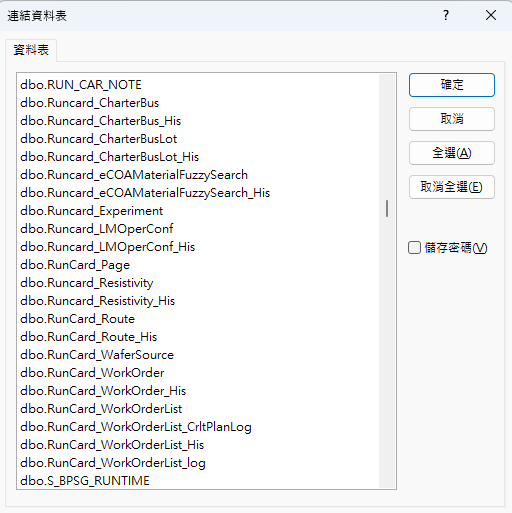 連結資料表
?
資料表
dbo.RUN_CAR_NOTE
dbo.Runcard_CharterBus
dbo.Runcard_CharterBus_His
dbo.Runcard_CharterBusLot
dbo.Runcard_CharterBusLot_His
dbo.Runcard_eCOAMaterialFuzzySearch
dbo.Runcard_eCOAMaterialFuzzySearch_His
dbo.Runcard_Experiment
dbo.Runcard_LMOperConf
dbo.Runcard_LMOperConf_His
dbo.RunCard_Page
dbo.Runcard_Resistivity
dbo.Runcard_Resistivity_His
dbo.RunCard_Route
dbo.RunCard_Route_His
dbo.RunCard_WaferSource
dbo.RunCard_WorkOrder
dbo.RunCard_WorkOrder_His
dbo.RunCard_WorkOrderList
dbo.RunCard_WorkOrderList_CrltPlanLog
dbo.RunCard_WorkOrderList_His
dbo.RunCard_WorkOrderList_log
dbo.S_BPSG_RUNTIME
確定
取消
全選(A)
取消全選(E)
儲存密碼(V)